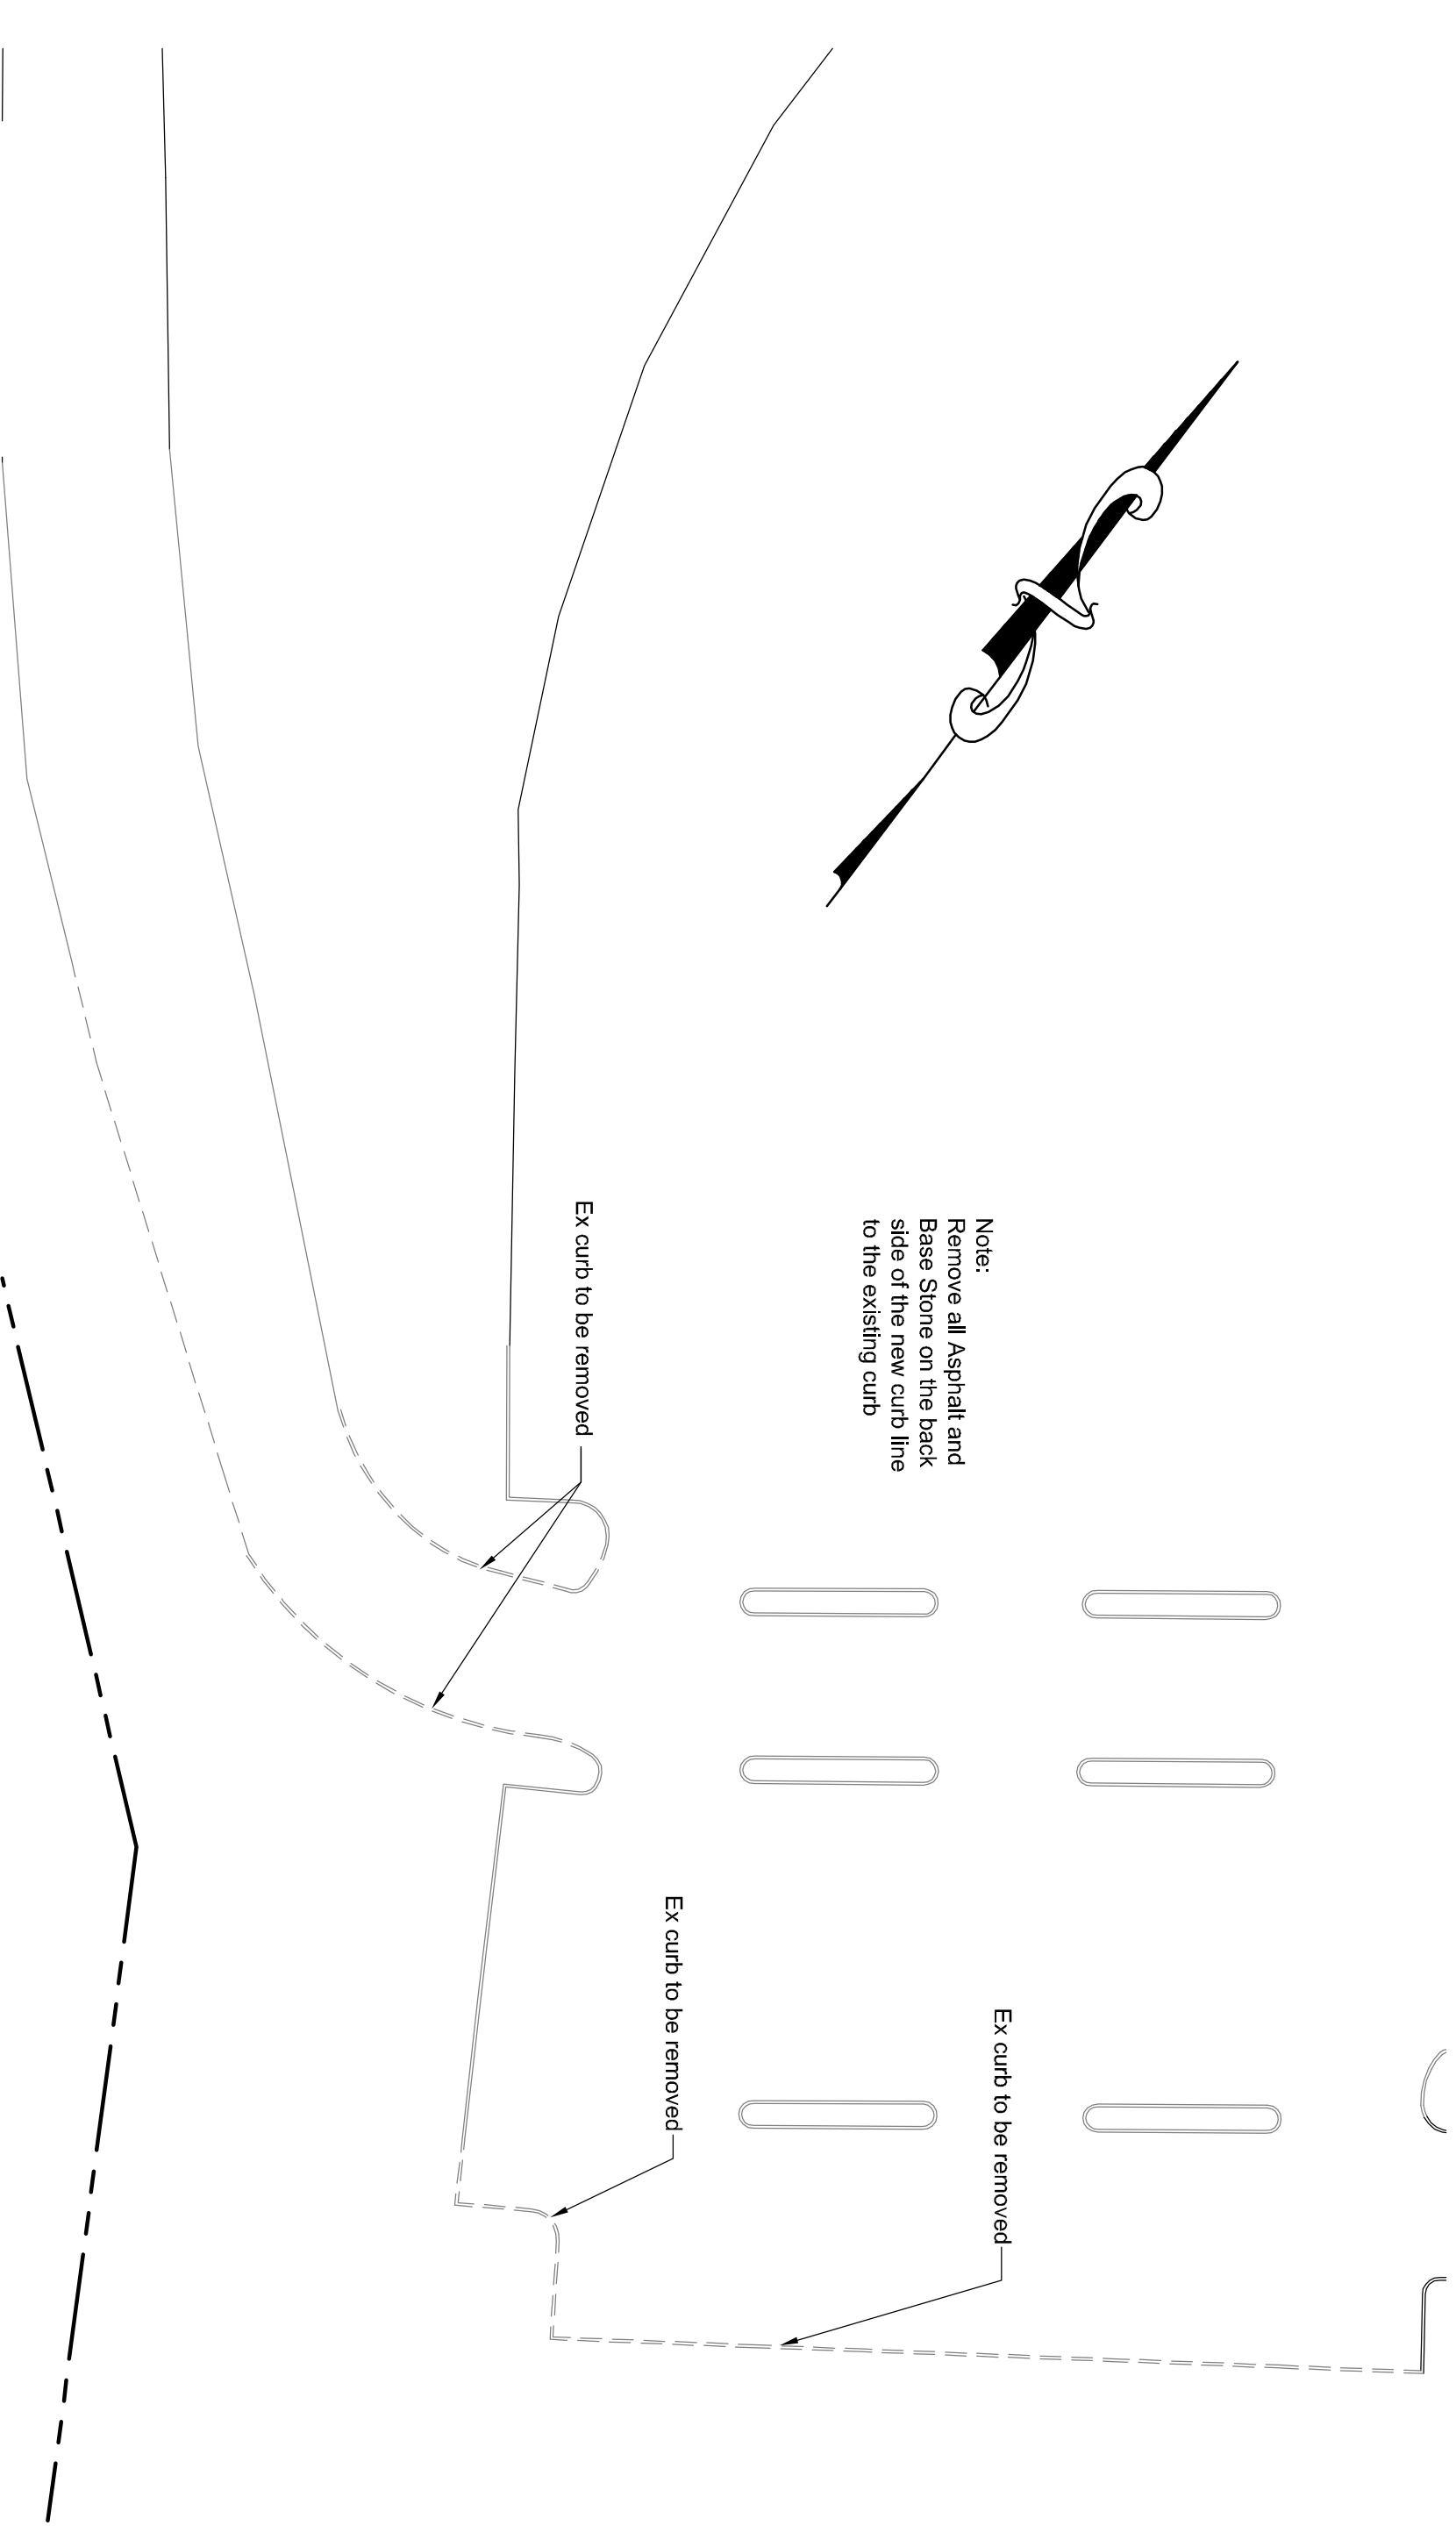 Note:
Remove all Asphalt and
Base Stone on the back
side of the new curb line
to the existing curb
Ex curb to be removed
Ex curb to be removed
Ex curb to be removed